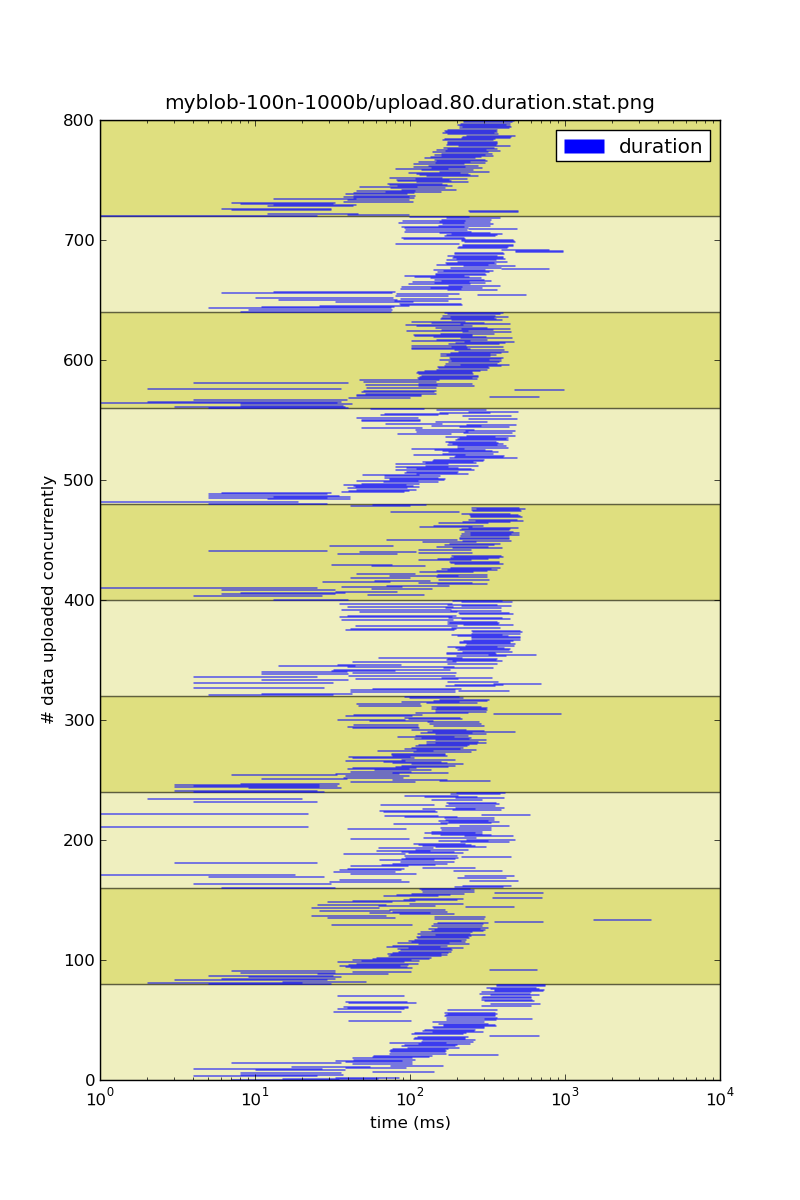 myblob-100n-1000b/upload.80.duration.stat.png
duration
800
700
600
500
400
300
200
100
0
# data uploaded concurrently
10^0 10^1 10^2 10^3 10^4
time (ms)